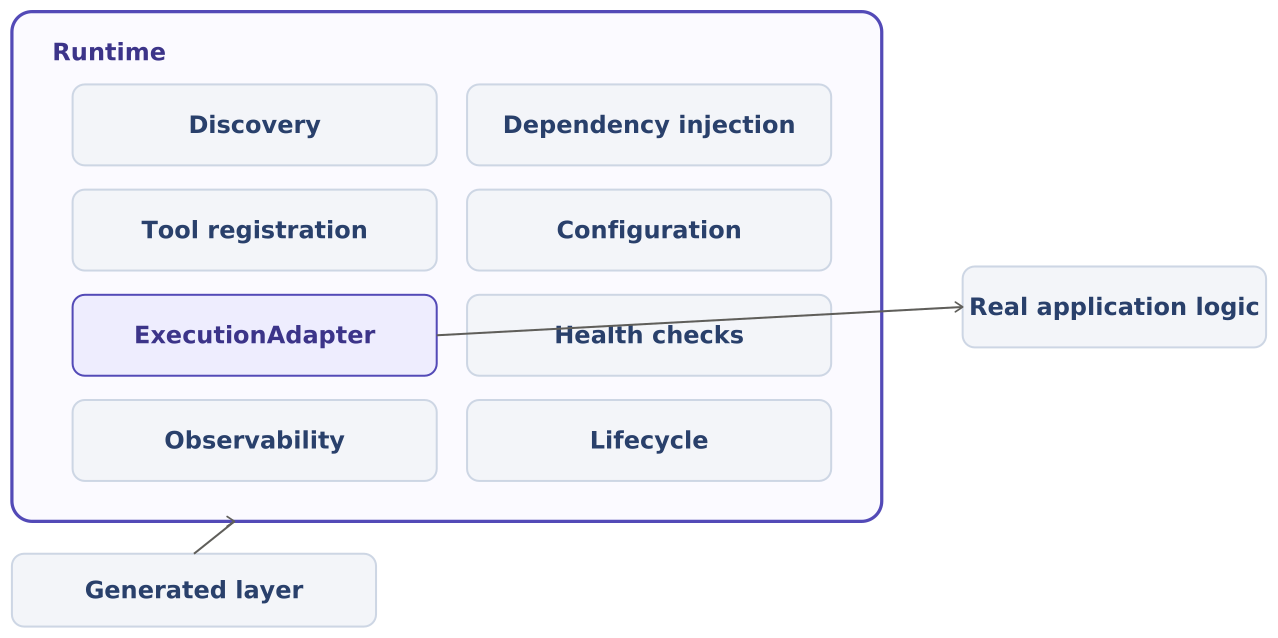 Runtime
Discovery
Dependency injection
Tool registration
Configuration
ExecutionAdapter
Health checks
Real application logic
Observability
Lifecycle
Generated layer